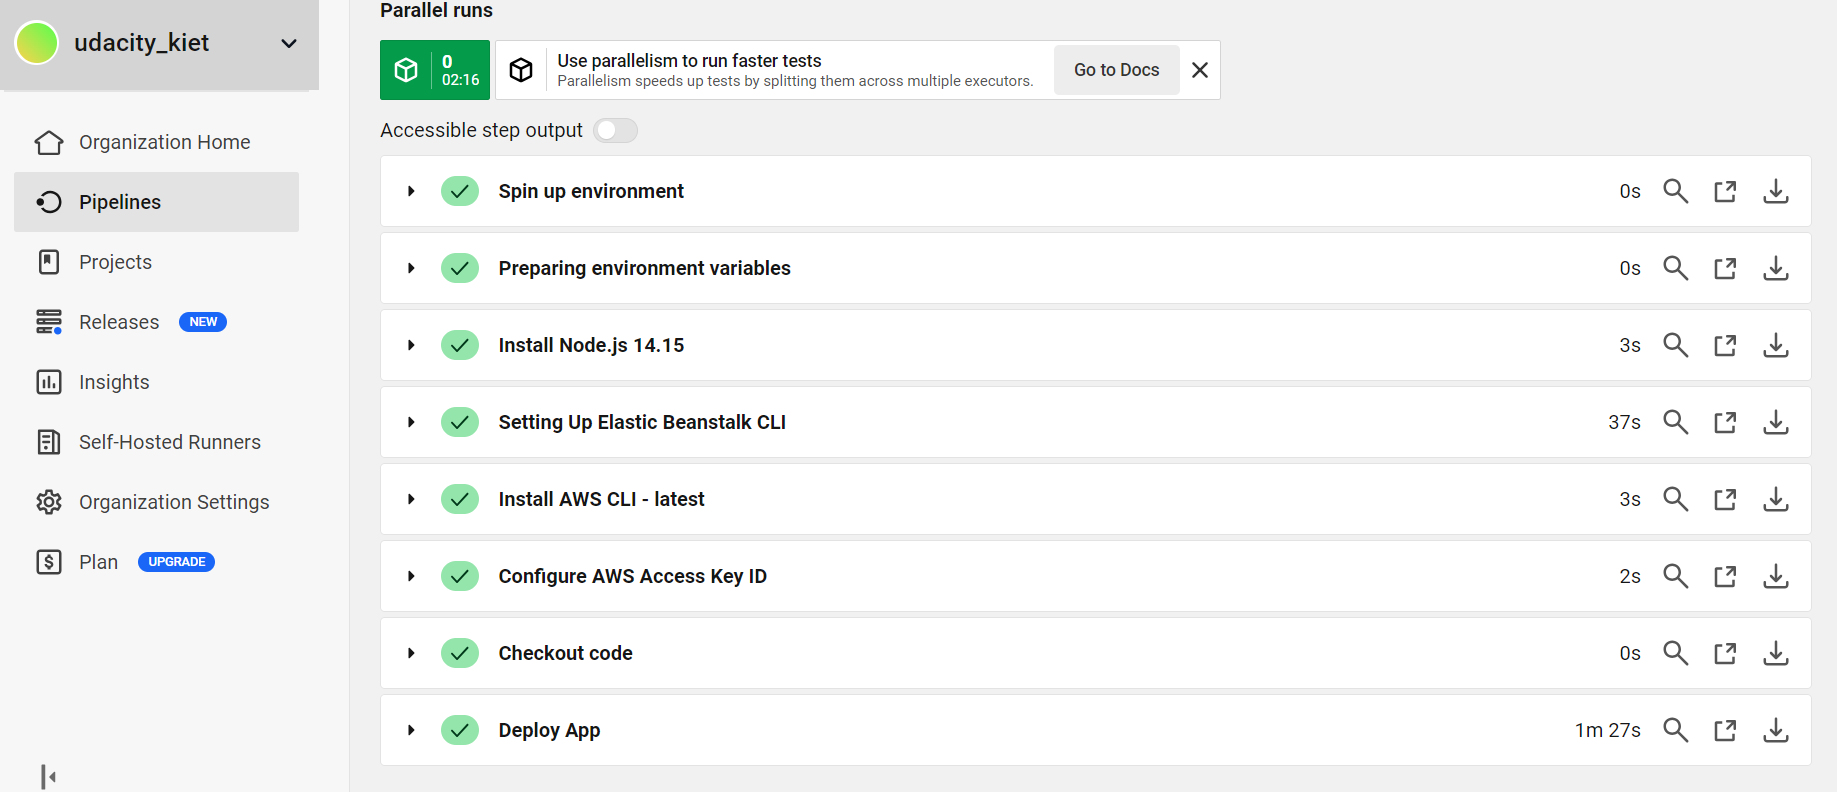 udacity_kiet
Organization Home
Pipelines
Projects
Releases NEW
Insights
Self-Hosted Runners
Organization Settings
Plan UPGRADE
Parallel runs
0
02:16
Use parallelism to run faster tests
Parallelism speeds up tests by splitting them across multiple executors.
Go to Docs
Accessible step output
Spin up environment 0s
Preparing environment variables 0s
Install Node.js 14.15 3s
Setting Up Elastic Beanstalk CLI 37s
Install AWS CLI - latest 3s
Configure AWS Access Key ID 2s
Checkout code 0s
Deploy App 1m 27s